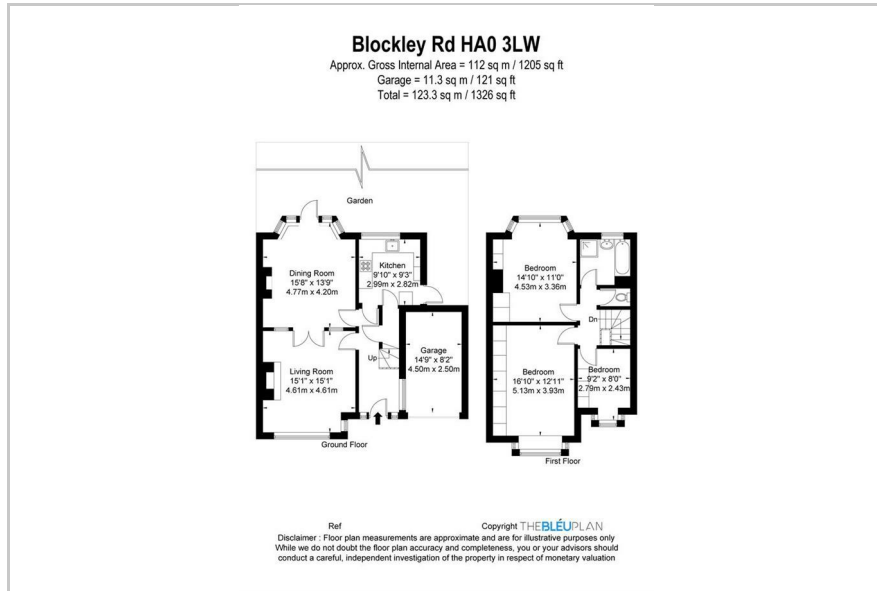 Blockley Rd HA0 3LW
Approx. Gross Internal Area = 112 sq m / 1205 sq ft
Garage = 11.3 sq m / 121 sq ft
Total = 123.3 sq m / 1326 sq ft
Garden
Dining Room
15'8" x 13'9"
4.77m x 4.20m
Kitchen
9'10" x 9'3"
2.99m x 2.82m
Living Room
15'1" x 15'1"
4.61m x 4.61m
Up
Garage
14'9" x 8'2"
4.50m x 2.50m
Ground Floor
Bedroom
14'10" x 11'0"
4.53m x 3.36m
Dn
Bedroom
16'10" x 12'11"
5.13m x 3.93m
Bedroom
9'2" x 8'0"
2.79m x 2.43m
First Floor
Ref
Copyright THEBLÉUPLAN
Disclaimer : Floor plan measurements are approximate and are for illustrative purposes only
While we do not doubt the floor plan accuracy and completeness, you or your advisors should
conduct a careful, independent investigation of the property in respect of monetary valuation